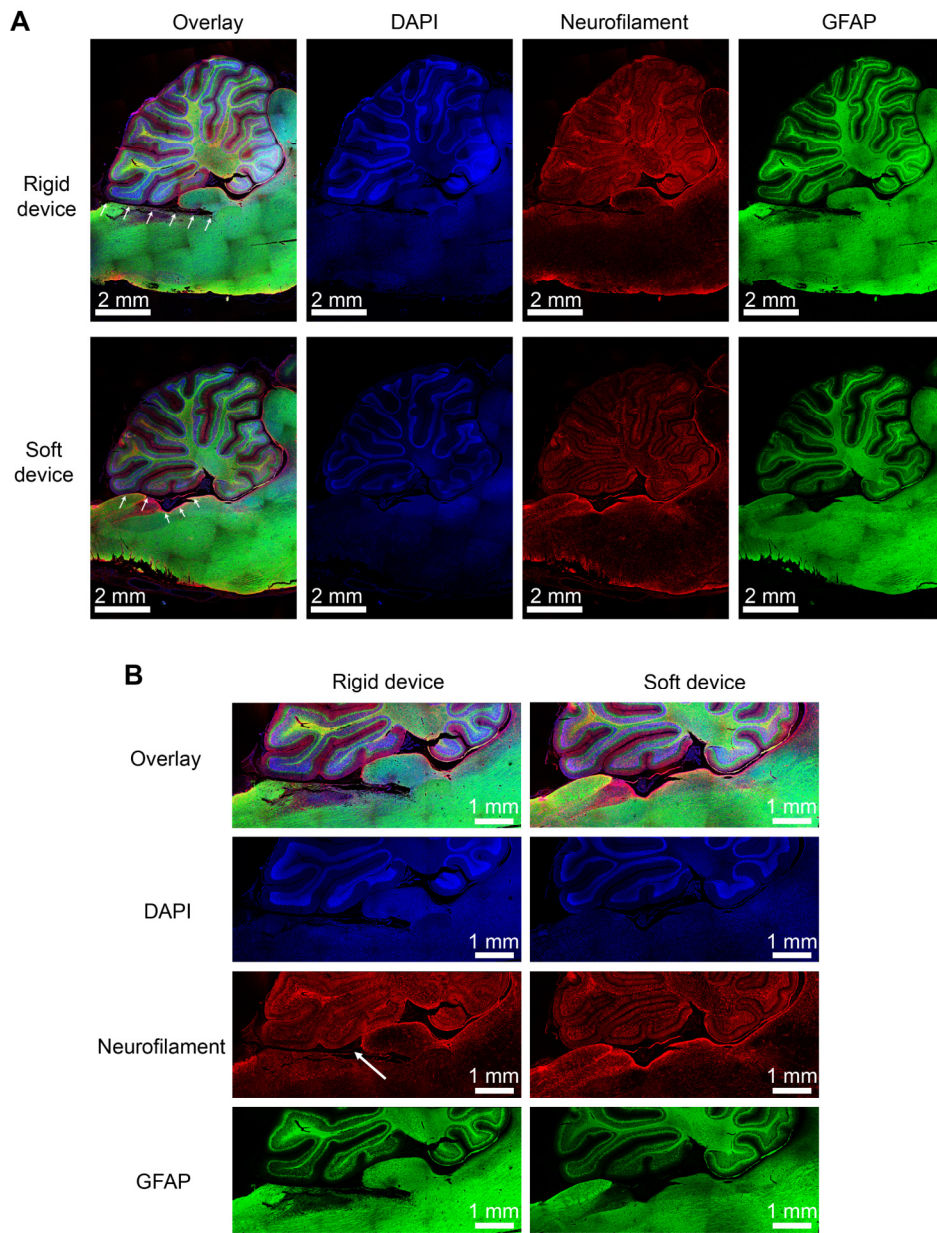 A
Overlay
DAPI
Neurofilament
GFAP
Rigid
device
2 mm
2 mm
2 mm
2 mm
Soft
device
2 mm
2 mm
2 mm
2 mm
B
Rigid device
Soft device
Overlay
1 mm
1 mm
DAPI
1 mm
1 mm
Neurofilament
1 mm
1 mm
GFAP
1 mm
1 mm